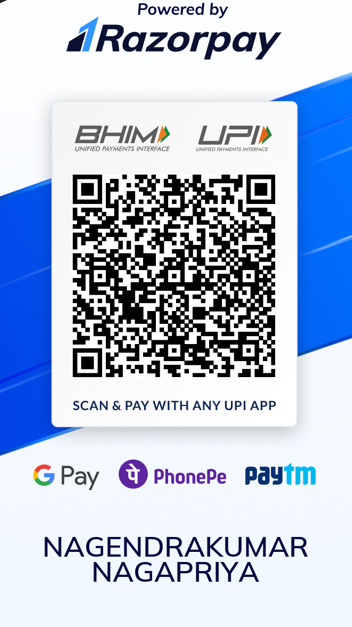 Powered by
Razorpay
BHIM UPI
UNIFIED PAYMENTS INTERFACE UNIFIED PAYMENTS INTERFACE
SCAN & PAY WITH ANY UPI APP
G Pay पे PhonePe paytm
NAGENDRAKUMAR
NAGAPRIYA